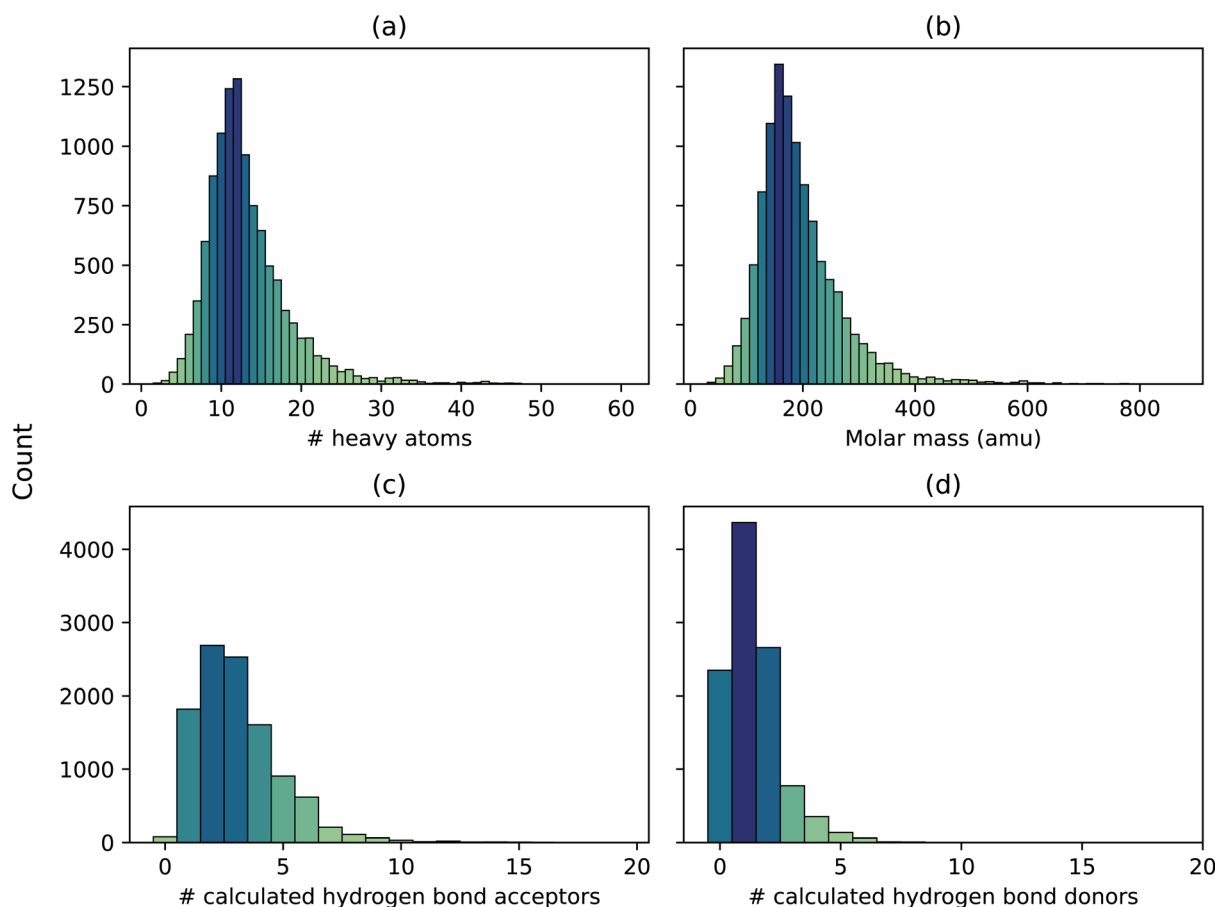 (a)
(b)
1250
1000
750
500
250
0
0 10 20 30 40 50 60
# heavy atoms
0 200 400 600 800
Molar mass (amu)
Count
(c)
(d)
4000
3000
2000
1000
0
0 5 10 15 20
# calculated hydrogen bond acceptors
0 5 10 15 20
# calculated hydrogen bond donors